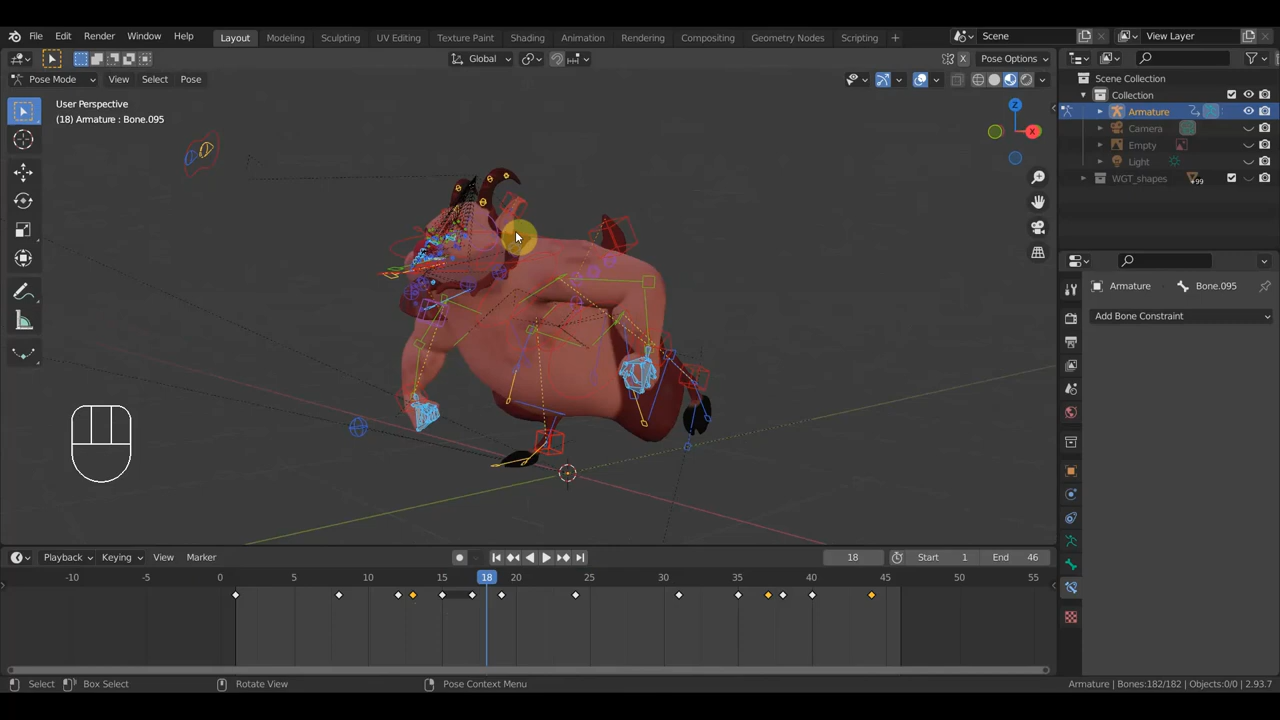 File Edit Render Window Help
Layout Modeling Sculpting UV Editing Texture Paint Shading Animation Rendering Compositing Geometry Nodes Scripting +
Scene View Layer
Global Pose Options
Pose Mode View Select Pose
User Perspective
(18) Armature : Bone.095
Z
X
Scene Collection
Collection
Armature
Camera
Empty
Light
WGT_shapes 99
Armature Bone.095
Add Bone Constraint
Playback Keying View Marker 18 Start 1 End 46
-10 -5 0 5 10 15 18 20 25 30 35 40 45 50 55
Select Box Select Rotate View Pose Context Menu Armature | Bones:182/182 | Objects:0/0 | 2.93.7